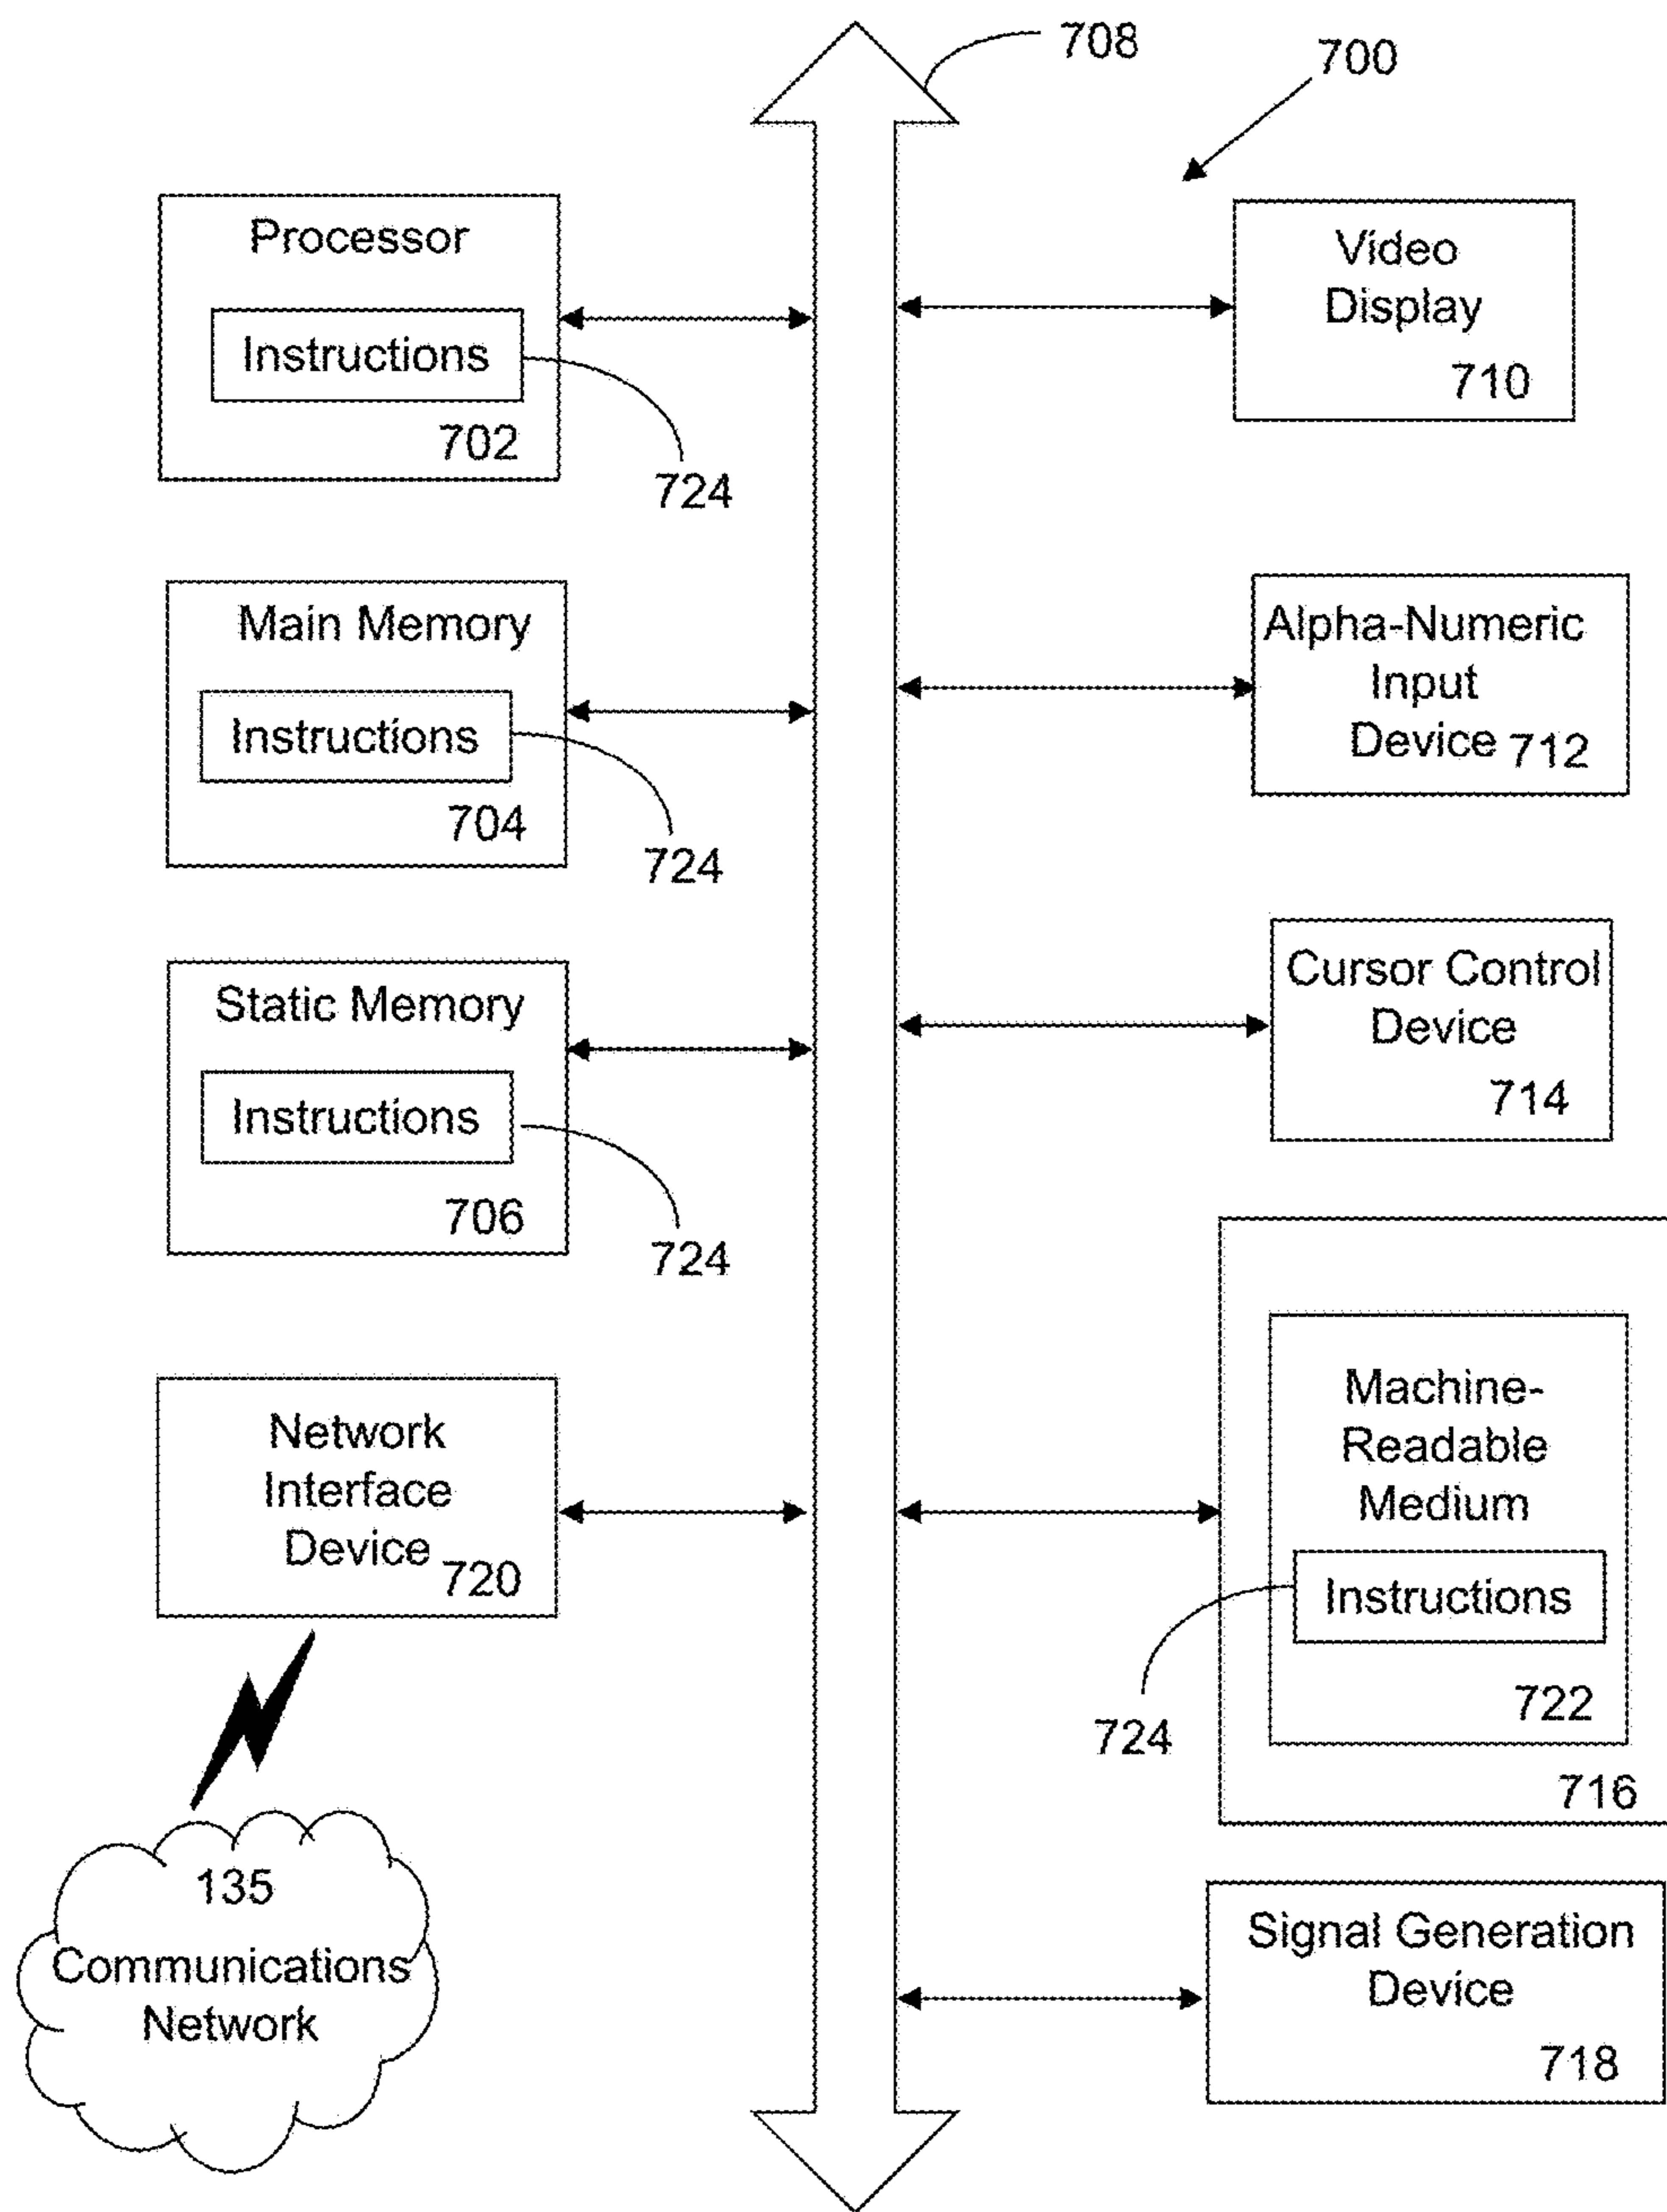 708
700
Processor
Instructions
702
724
Video
Display
710
Main Memory
Instructions
704
724
Alpha-Numeric
Input
Device 712
Static Memory
Instructions
706
724
Cursor Control
Device
714
Network
Interface
Device 720
Machine-
Readable
Medium
Instructions
722
724
716
135
Communications
Network
Signal Generation
Device
718